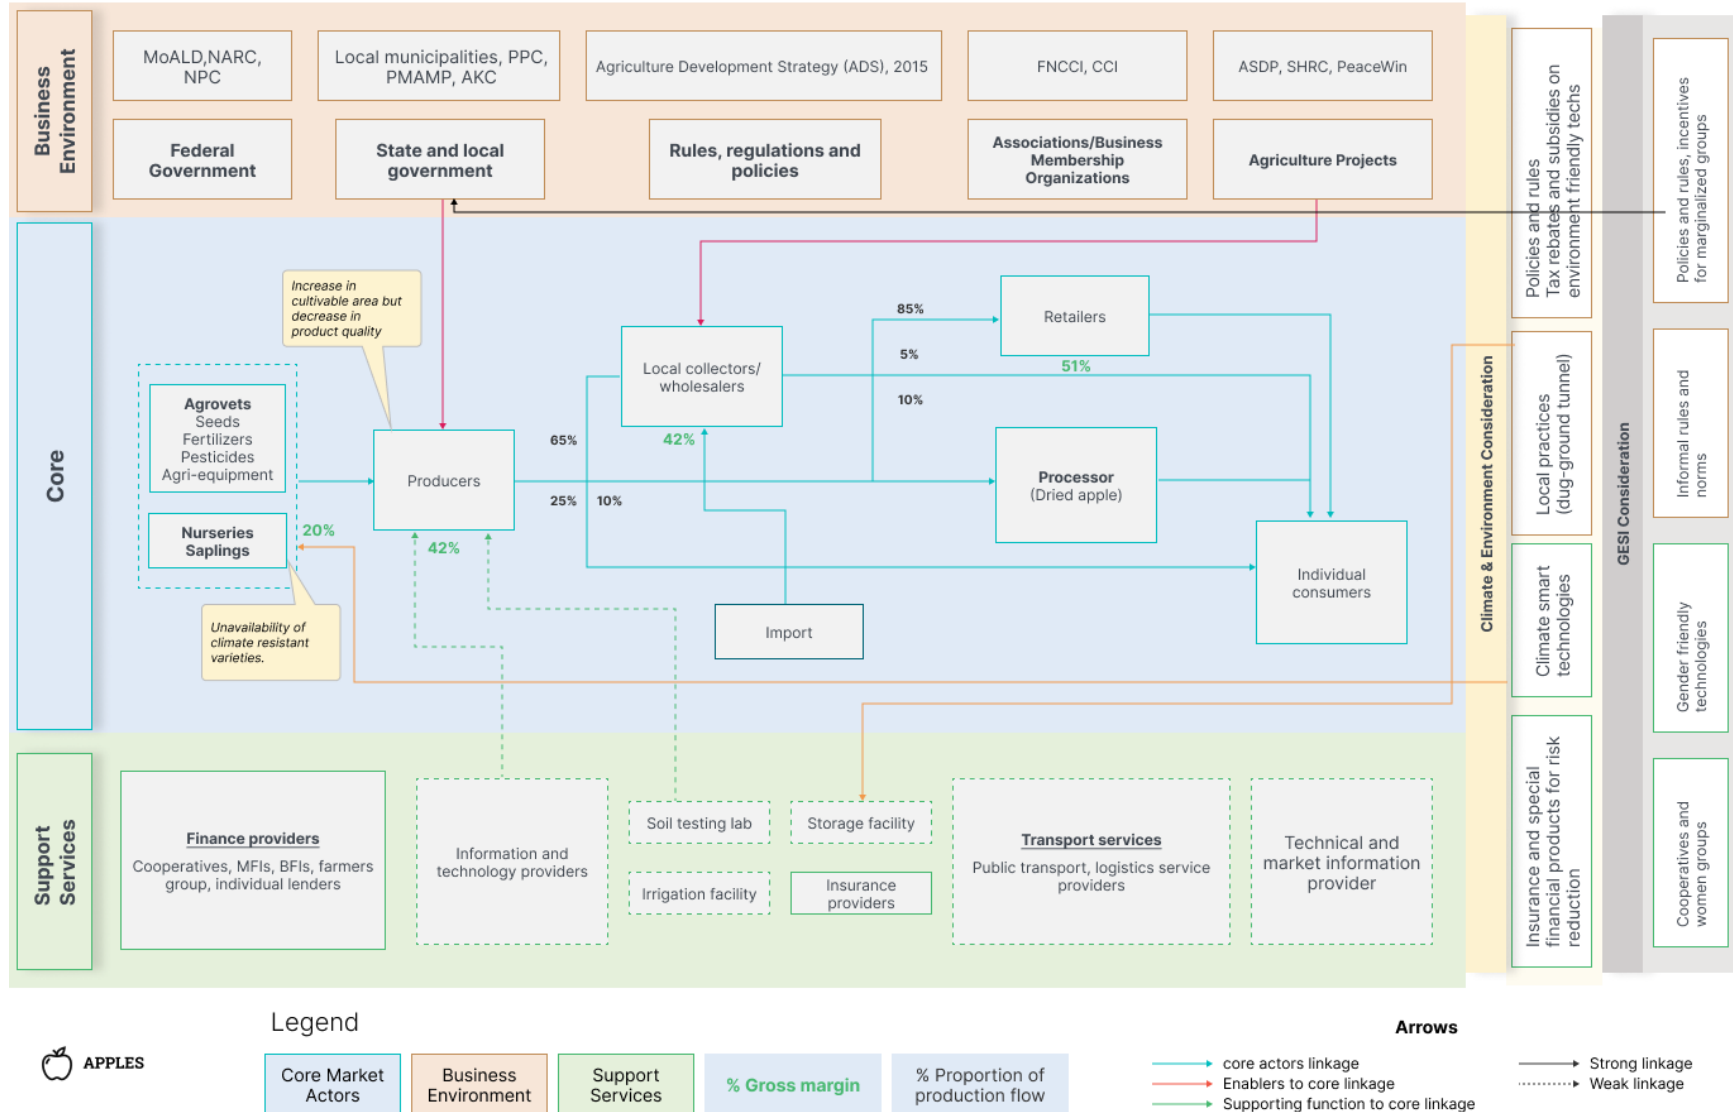 Business
Environment
MoALD,NARC,
NPC
Local municipalities, PPC,
PMAMP, AKC
Agriculture Development Strategy (ADS), 2015
FNCCI, CCI
ASDP, SHRC, PeaceWin
Federal
Government
State and local
government
Rules, regulations and
policies
Associations/Business
Membership
Organizations
Agriculture Projects
Core
Increase in
cultivable area but
decrease in
product quality
Agrovets
Seeds
Fertilizers
Pesticides
Agri-equipment
Nurseries
Saplings
20%
Unavailability of
climate resistant
varieties.
Producers
42%
65%
25%
10%
Local collectors/
wholesalers
42%
85%
5%
10%
Retailers
51%
Processor
(Dried apple)
Import
Individual
consumers
Support
Services
Finance providers
Cooperatives, MFIs, BFIs, farmers
group, individual lenders
Information and
technology providers
Soil testing lab
Irrigation facility
Storage facility
Insurance
providers
Transport services
Public transport, logistics service
providers
Technical and
market information
provider
Climate & Environment Consideration
Policies and rules
Tax rebates and subsidies on
environment friendly techs
Local practices
(dug-ground tunnel)
Climate smart
technologies
Insurance and special
financial products for risk
reduction
GESI Consideration
Policies and rules, incentives
for marginalized groups
Informal rules and
norms
Gender friendly
technologies
Cooperatives and
women groups
APPLES
Legend
Core Market
Actors
Business
Environment
Support
Services
% Gross margin
% Proportion of
production flow
Arrows
core actors linkage
Enablers to core linkage
Supporting function to core linkage
Strong linkage
Weak linkage